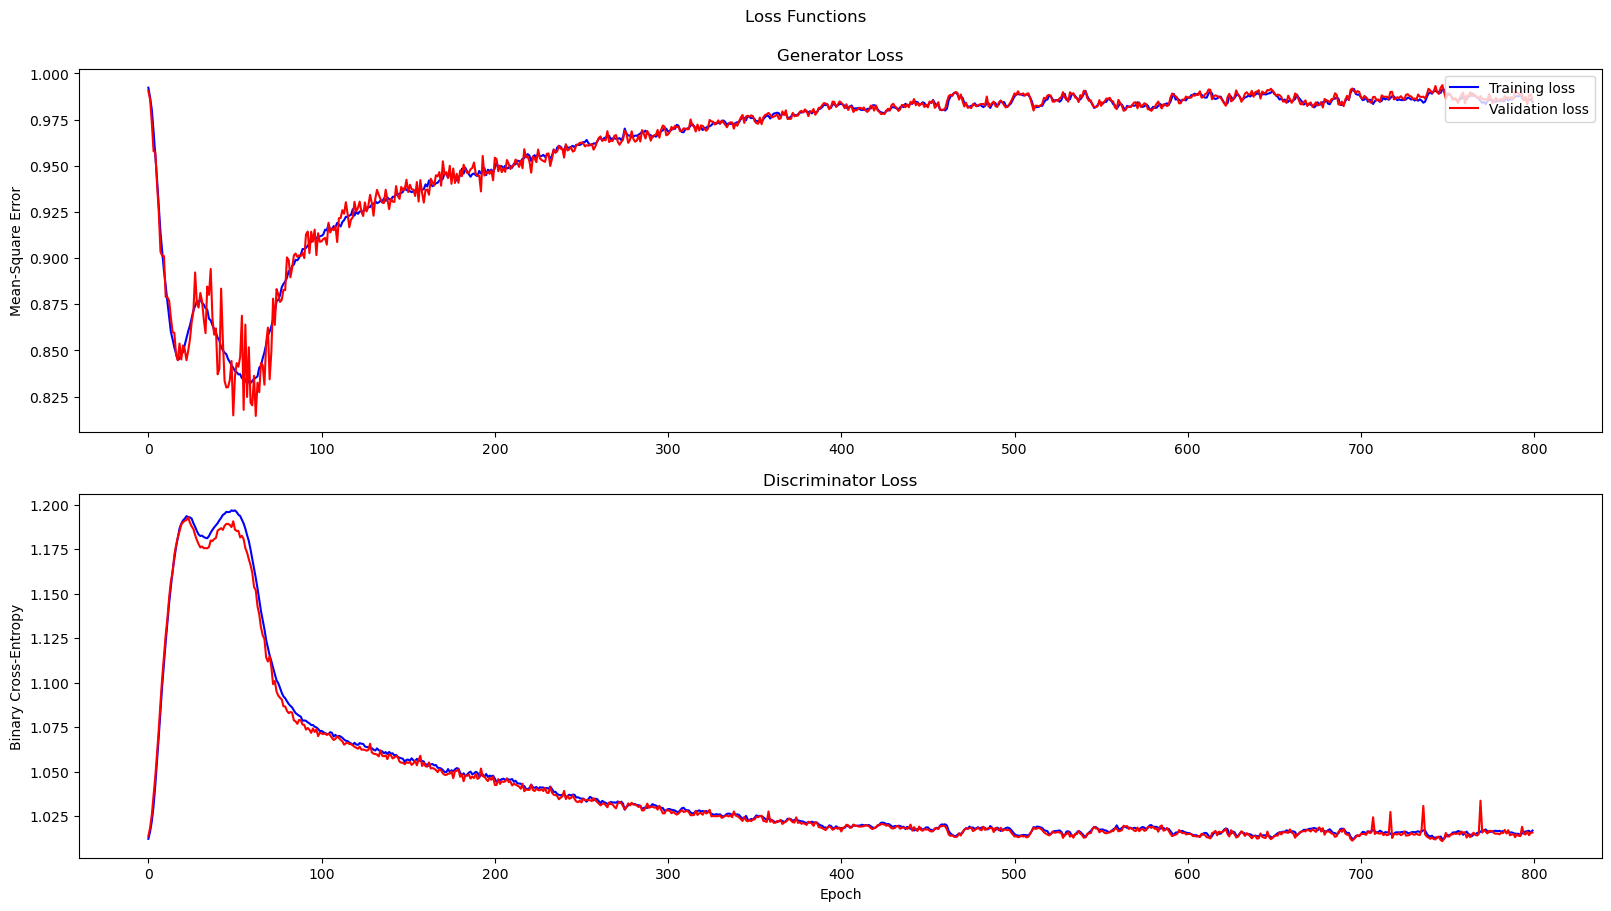 Loss Functions
Generator Loss
Mean-Square Error
1.000
0.975
0.950
0.925
0.900
0.875
0.850
0.825
Training loss
Validation loss
0 100 200 300 400 500 600 700 800
Discriminator Loss
Binary Cross-Entropy
1.200
1.175
1.150
1.125
1.100
1.075
1.050
1.025
0 100 200 300 400 500 600 700 800
Epoch